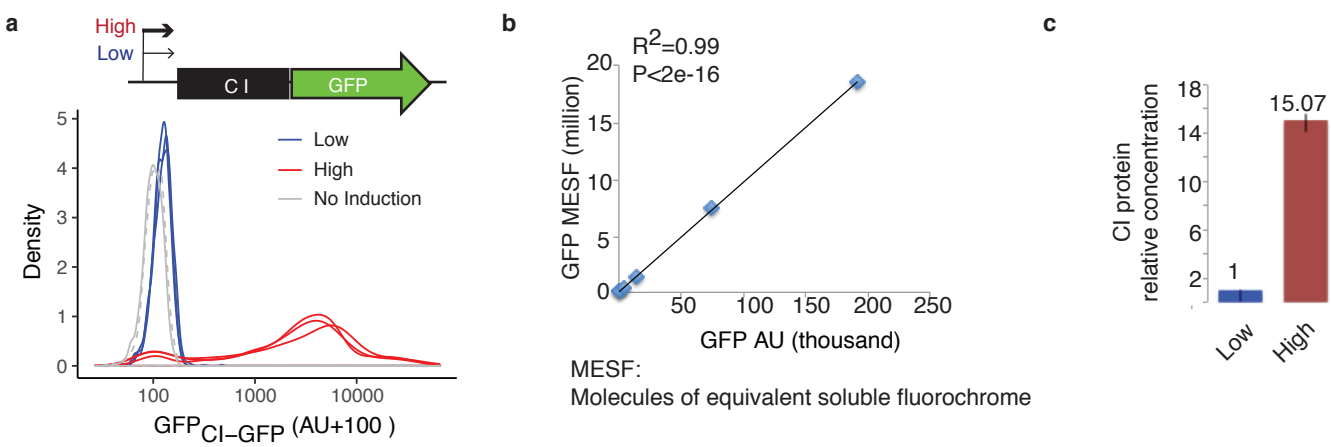 a
High
Low
C I
GFP
5
4
3
2
1
0
Density
Low
High
No Induction
100
1000
10000
GFPCI−GFP (AU+100 )
b
R2=0.99
P<2e-16
20
15
10
5
0
GFP MESF (million)
50
100
150
200
250
GFP AU (thousand)
MESF:
Molecules of equivalent soluble fluorochrome
c
18
14
10
6
2
CI protein
relative concentration
1
15.07
Low
High